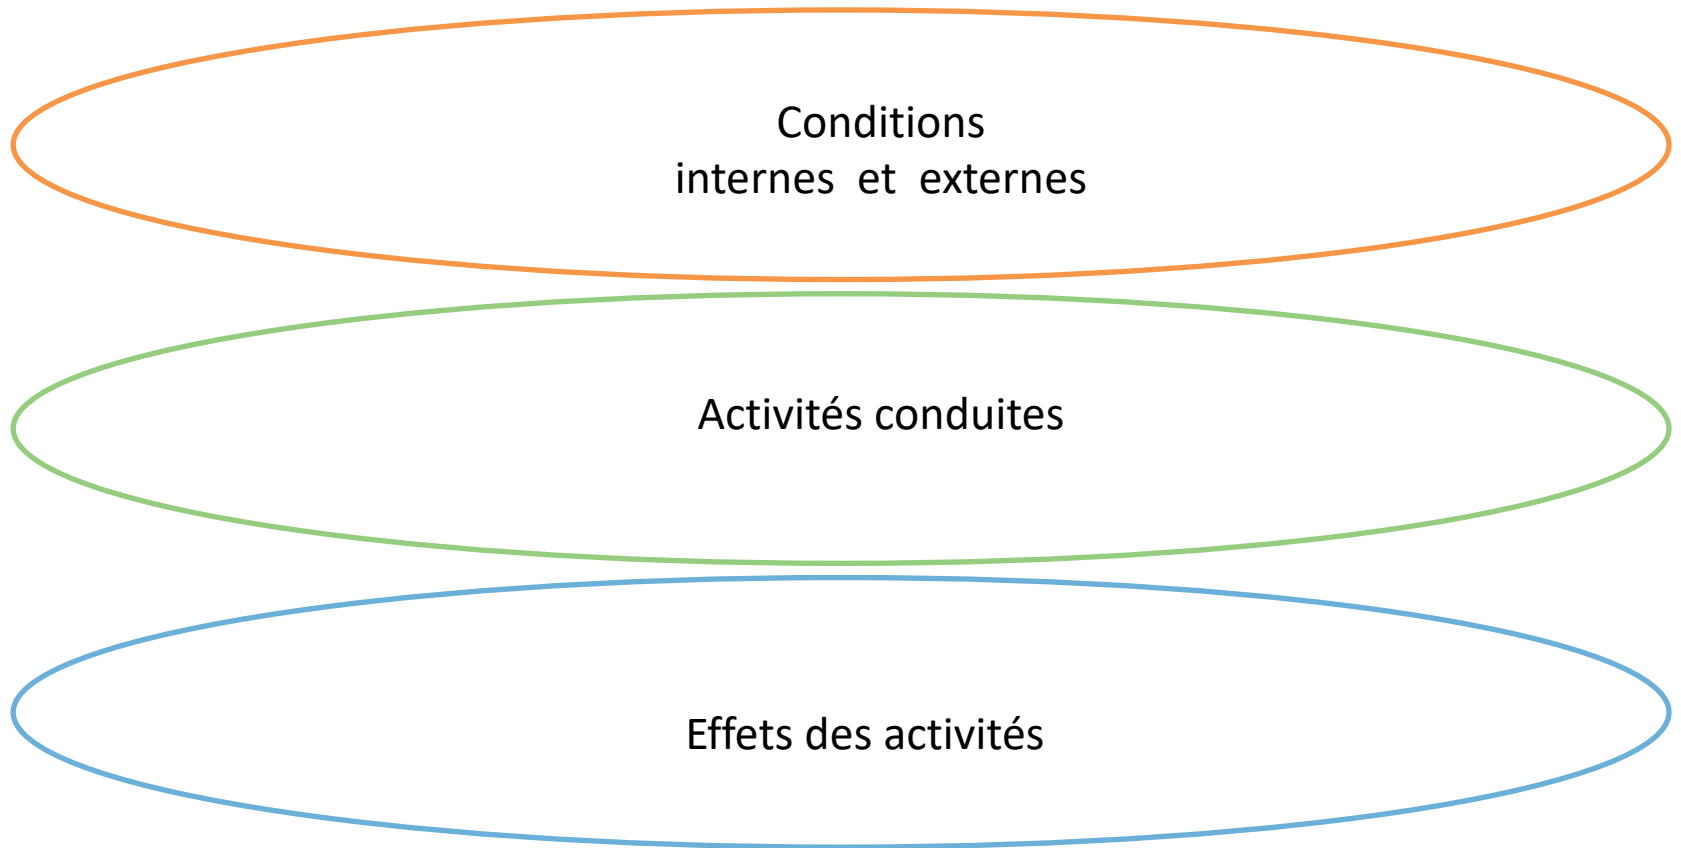 Conditions
internes et externes
Activités conduites
Effets des activités